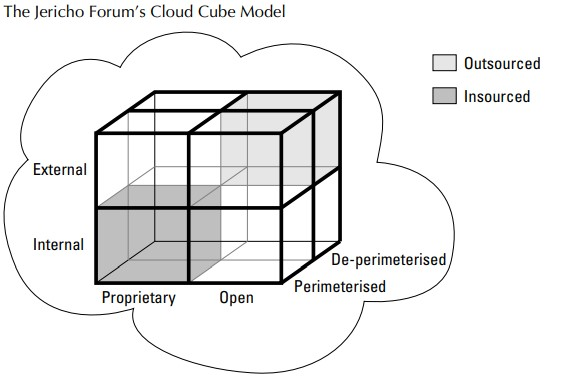 The Jericho Forum's Cloud Cube Model
Outsourced
Insourced
External
Internal
De-perimeterised
Perimeterised
Proprietary Open